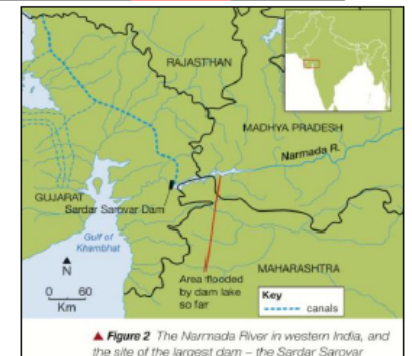 RAJASTHAN
MADHYA PRADESH
Narmada R.
GUJARAT
Sardar Sarovar Dam
Gulf of
Khambhat
N
0 60
Km
Area flooded
by dam lake
so far
MAHARASHTRA
Key
canals
▲ Figure 2 The Narmada River in western India, and
the site of the largest dam – the Sardar Sarovar